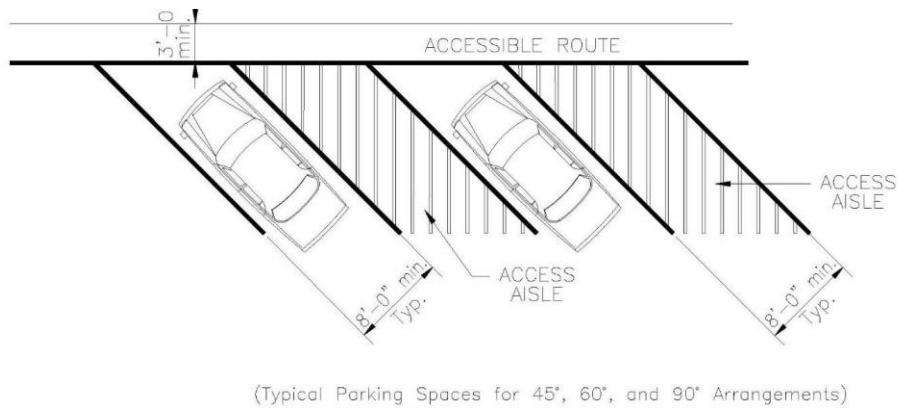 3'-0
min.
ACCESSIBLE ROUTE
ACCESS
AISLE
ACCESS
AISLE
8'-0" min.
Typ.
8'-0" min.
Typ.
(Typical Parking Spaces for 45°, 60°, and 90° Arrangements)